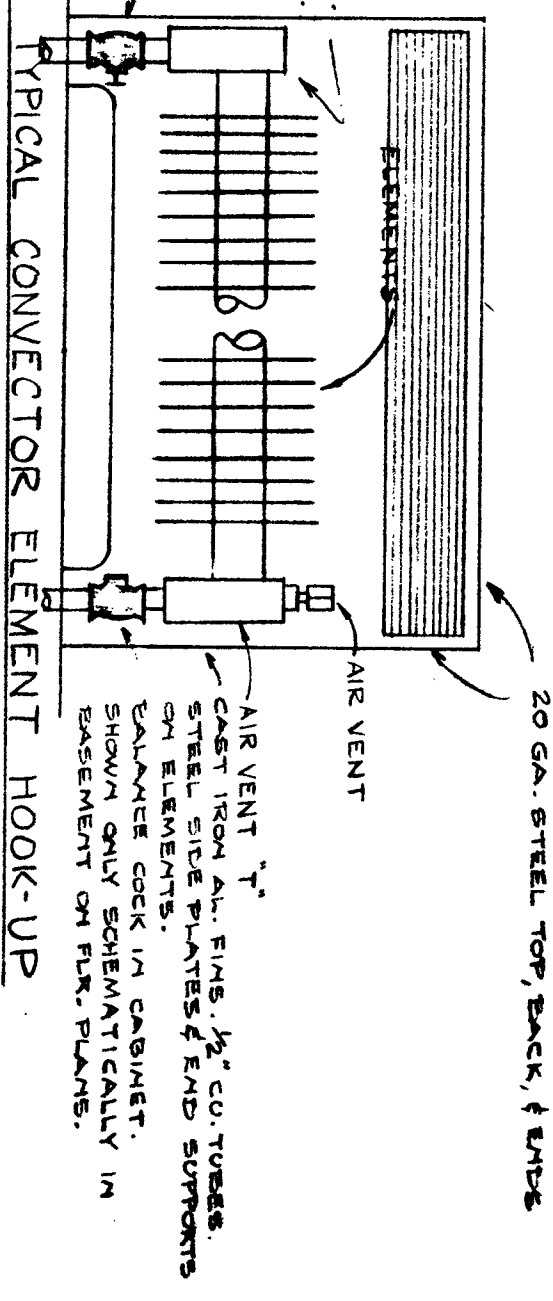 20 GA. STEEL TOP, BACK, & ENDS
ELEMENTS
AIR VENT
AIR VENT "T"
CAST IRON AL. FINS. 1/2" CU. TUBES.
STEEL SIDE PLATES & END SUPPORTS
ON ELEMENTS.
BALANCE COCK IN CABINET.
SHOWN ONLY SCHEMATICALLY IN
BASEMENT ON FLR. PLANS.
TYPICAL CONVECTOR ELEMENT HOOK-UP